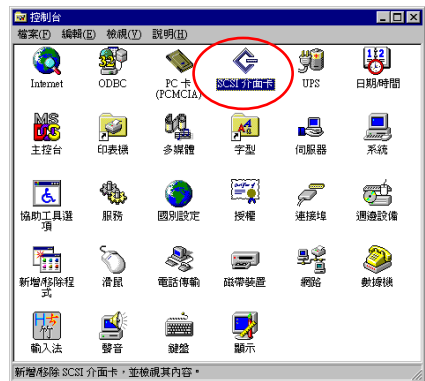 控制台
檔案(F) 編輯(E) 檢視(V) 說明(H)
Internet ODBC PC 卡 (PCMCIA) SCSI 介面卡 UPS 日期/時間
主控台 印表機 多媒體 字型 伺服器 系統
協助工具選項 服務 國別設定 授權 連接埠 週邊設備
新增/移除程式 滑鼠 電話傳輸 磁帶裝置 網路 數據機
輸入法 聲音 鍵盤 顯示
新增/移除 SCSI 介面卡，並檢視其內容。